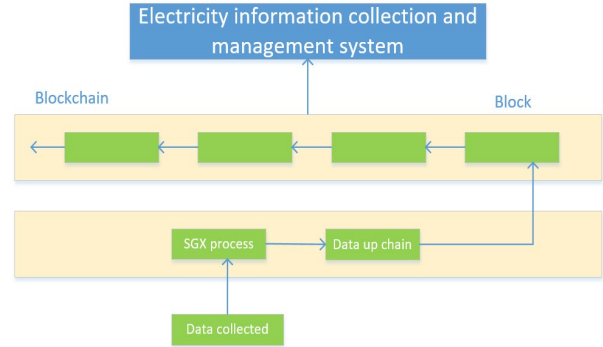 Electricity information collection and
management system
Blockchain
Block
SGX process
Data up chain
Data collected